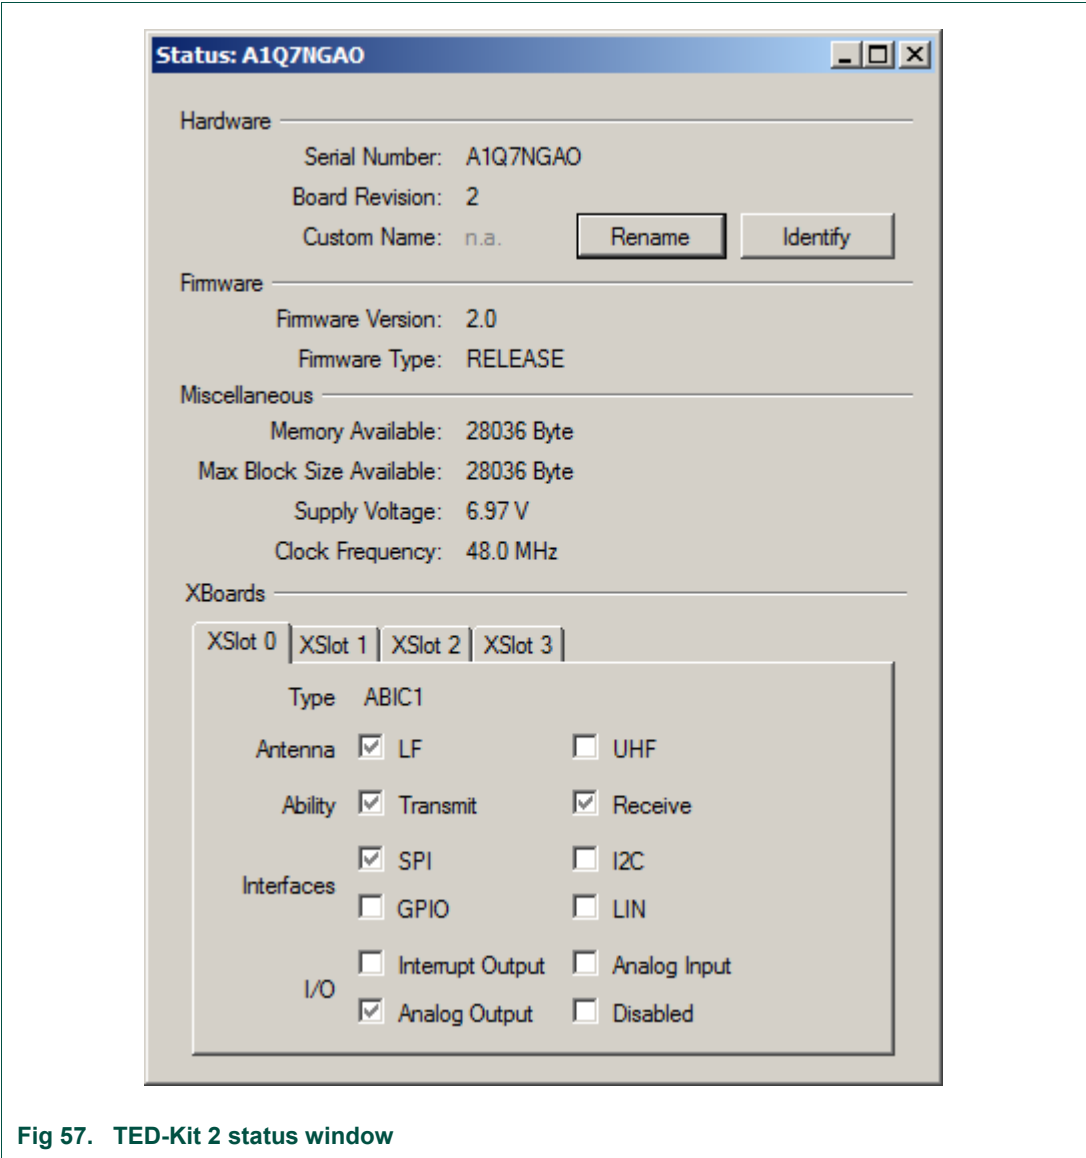 Status: A1Q7NGAO
Hardware
Serial Number: A1Q7NGAO
Board Revision: 2
Custom Name: n.a. Rename Identify
Firmware
Firmware Version: 2.0
Firmware Type: RELEASE
Miscellaneous
Memory Available: 28036 Byte
Max Block Size Available: 28036 Byte
Supply Voltage: 6.97 V
Clock Frequency: 48.0 MHz
XBoards
XSlot 0 XSlot 1 XSlot 2 XSlot 3
Type ABIC1
Antenna LF UHF
Ability Transmit Receive
SPI I2C
Interfaces
GPIO LIN
Interrupt Output Analog Input
I/O
Analog Output Disabled
Fig 57. TED-Kit 2 status window